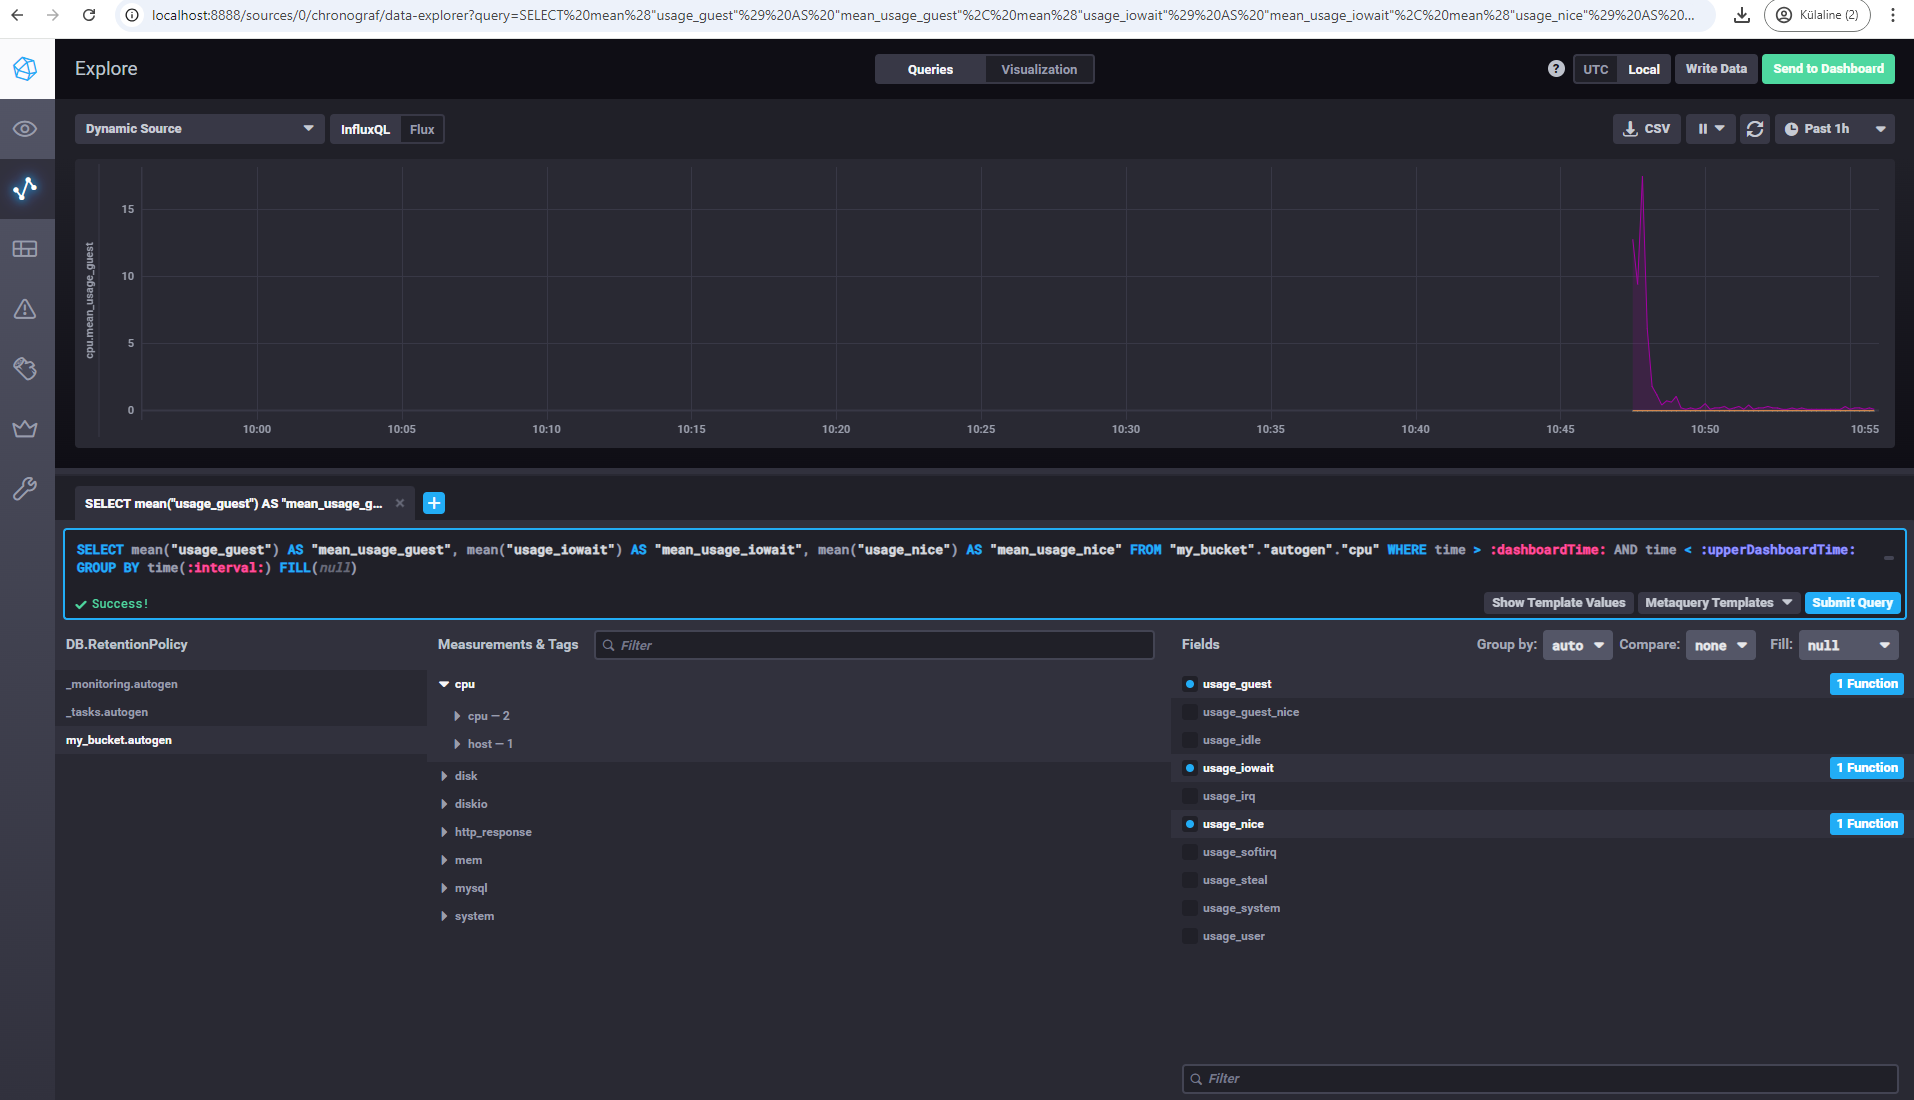 localhost:8888/sources/0/chronograf/data-explorer?query=SELECT%20mean%28"usage_guest"%29%20AS%20"mean_usage_guest"%2C%20mean%28"usage_iowait"%29%20AS%20"mean_usage_iowait"%2C%20mean%28"usage_nice"%29%20AS%20...
Külaline (2)
Explore
Queries
Visualization
?
UTC
Local
Write Data
Send to Dashboard
Dynamic Source
InfluxQL
Flux
CSV
Past 1h
cpu.mean_usage_guest
15
10
5
0
10:00
10:05
10:10
10:15
10:20
10:25
10:30
10:35
10:40
10:45
10:50
10:55
SELECT mean("usage_guest") AS "mean_usage_g...
SELECT mean("usage_guest") AS "mean_usage_guest", mean("usage_iowait") AS "mean_usage_iowait", mean("usage_nice") AS "mean_usage_nice" FROM "my_bucket"."autogen"."cpu" WHERE time > :dashboardTime: AND time < :upperDashboardTime:
GROUP BY time(:interval:) FILL(null)
Success!
Show Template Values
Metaquery Templates
Submit Query
DB.RetentionPolicy
_monitoring.autogen
_tasks.autogen
my_bucket.autogen
Measurements & Tags
Filter
cpu
cpu — 2
host — 1
disk
diskio
http_response
mem
mysql
system
Fields
Group by: auto
Compare: none
Fill: null
usage_guest
1 Function
usage_guest_nice
usage_idle
usage_iowait
1 Function
usage_irq
usage_nice
1 Function
usage_softirq
usage_steal
usage_system
usage_user
Filter